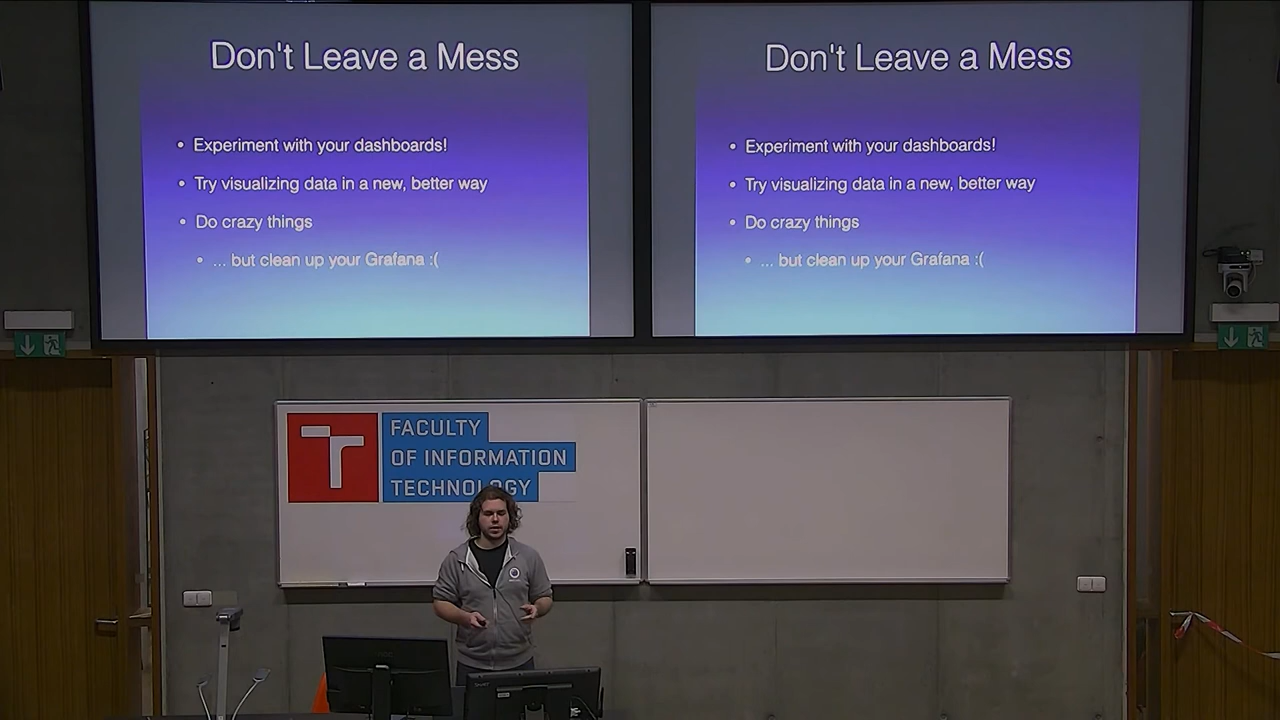 Don't Leave a Mess
• Experiment with your dashboards!
• Try visualizing data in a new, better way
• Do crazy things
• ... but clean up your Grafana :(
Don't Leave a Mess
• Experiment with your dashboards!
• Try visualizing data in a new, better way
• Do crazy things
• ... but clean up your Grafana :(
T FACULTY
OF INFORMATION
TECHNOLOGY